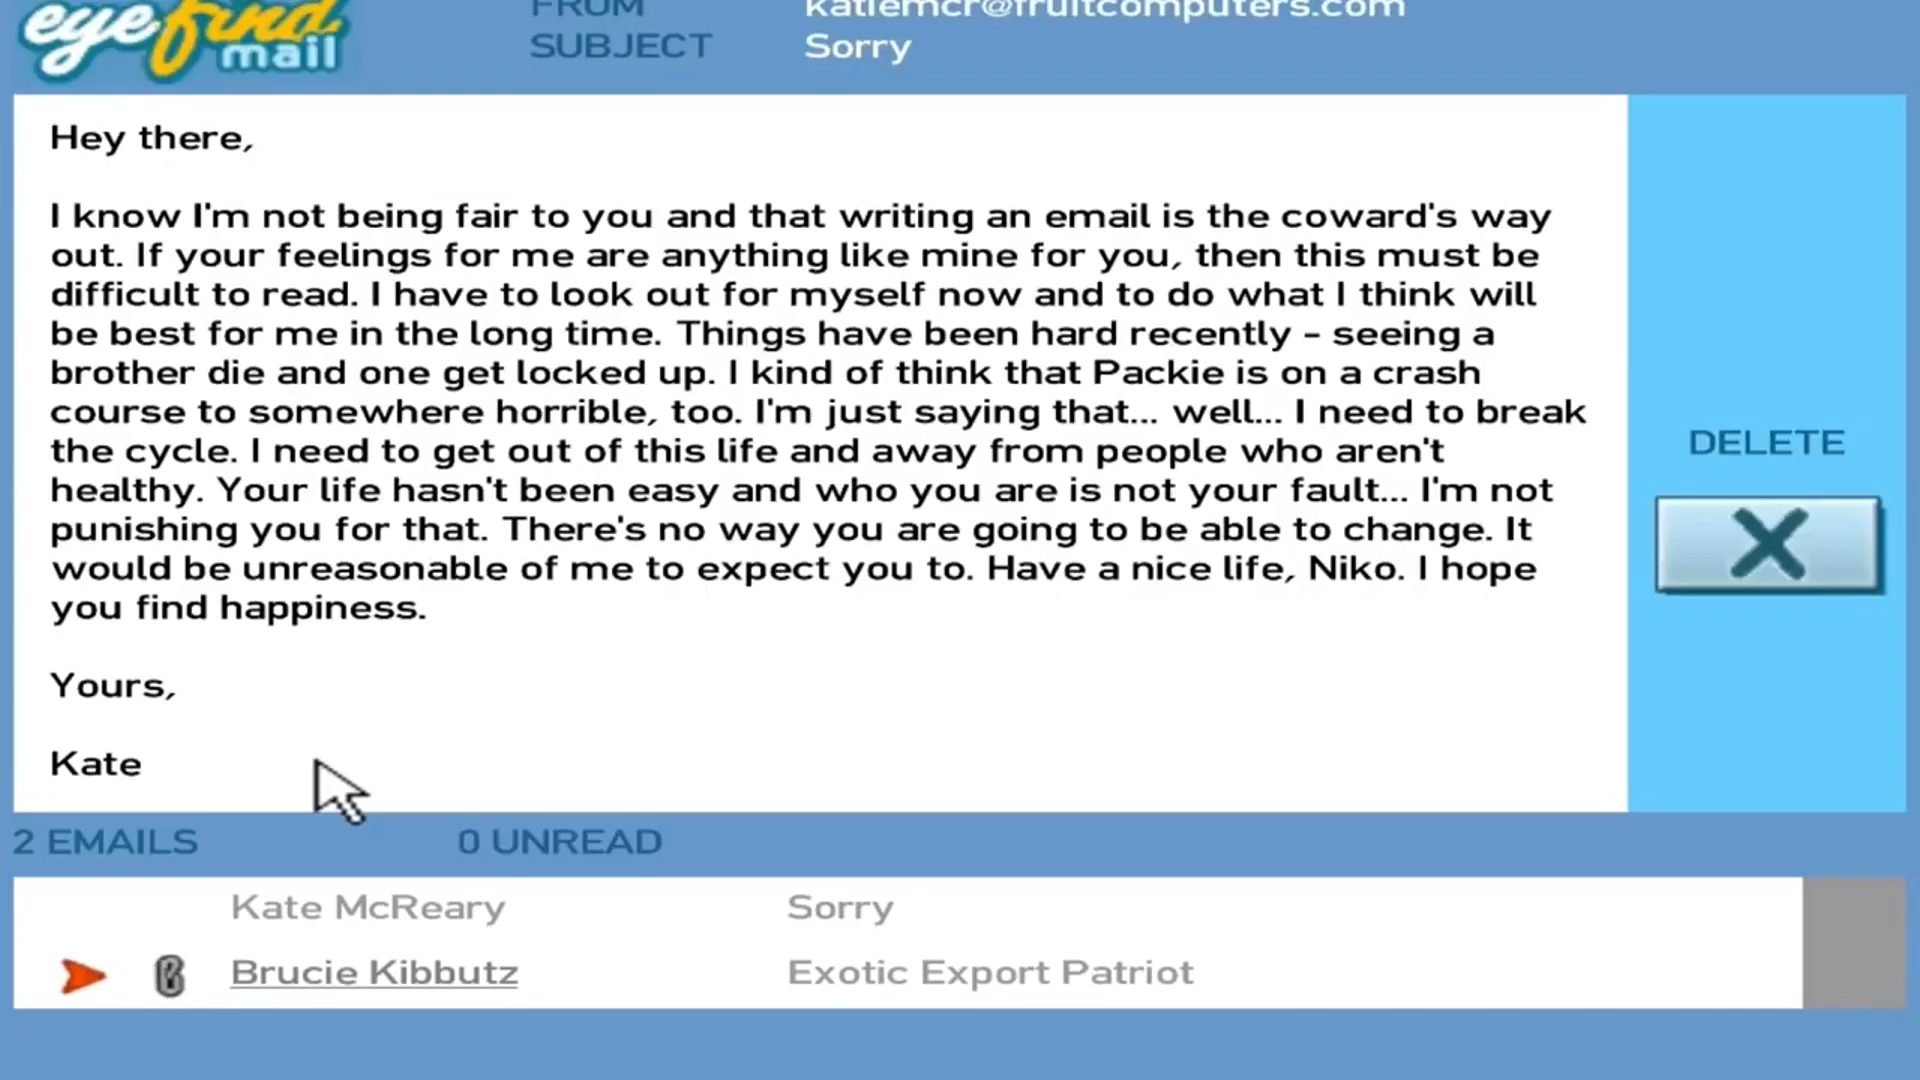 eyefind
mail
FROM
katiemcr@fruitcomputers.com
SUBJECT
Sorry
Hey there,
I know I'm not being fair to you and that writing an email is the coward's way
out. If your feelings for me are anything like mine for you, then this must be
difficult to read. I have to look out for myself now and to do what I think will
be best for me in the long time. Things have been hard recently - seeing a
brother die and one get locked up. I kind of think that Packie is on a crash
course to somewhere horrible, too. I'm just saying that... well... I need to break
the cycle. I need to get out of this life and away from people who aren't
healthy. Your life hasn't been easy and who you are is not your fault... I'm not
punishing you for that. There's no way you are going to be able to change. It
would be unreasonable of me to expect you to. Have a nice life, Niko. I hope
you find happiness.
Yours,
Kate
DELETE
2 EMAILS
0 UNREAD
Kate McReary
Sorry
Brucie Kibbutz
Exotic Export Patriot